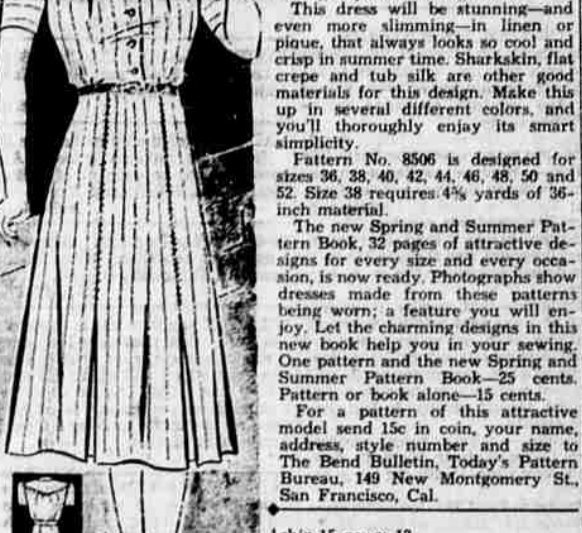 This dress will be stunning—and
even more slimming—in linen or
pique, that always looks so cool and
crisp in summer time. Sharkskin, flat
crepe and tub silk are other good
materials for this design. Make this
up in several different colors, and
you'll thoroughly enjoy its smart
simplicity.
Fattern No. 8506 is designed for
sizes 36, 38, 40, 42, 44, 46, 48, 50 and
52. Size 38 requires 4⅝ yards of 36-
inch material.
The new Spring and Summer Pat-
tern Book, 32 pages of attractive de-
signs for every size and every occa-
sion, is now ready. Photographs show
dresses made from these patterns
being worn; a feature you will en-
joy. Let the charming designs in this
new book help you in your sewing.
One pattern and the new Spring and
Summer Pattern Book—25 cents.
Pattern or book alone—15 cents.
For a pattern of this attractive
model send 15c in coin, your name,
address, style number and size to
The Bend Bulletin, Today's Pattern
Bureau, 149 New Montgomery St.,
San Francisco, Cal.